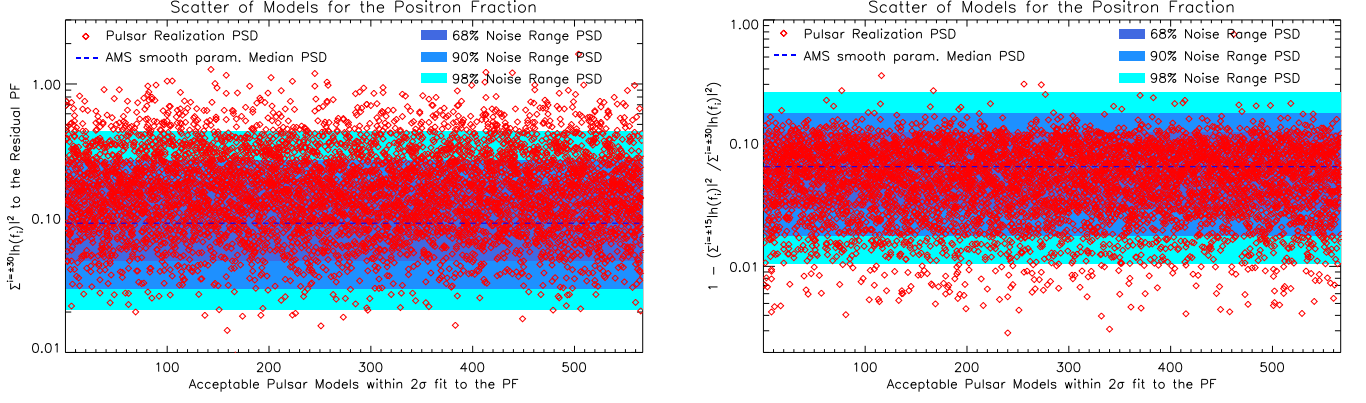 Scatter of Models for the Positron Fraction
Pulsar Realization PSD
AMS smooth param. Median PSD
68% Noise Range PSD
90% Noise Range PSD
98% Noise Range PSD
1.00
0.10
0.01
Σ^{i=±30}|h(f_i)|² to the Residual PF
100 200 300 400 500
Acceptable Pulsar Models within 2σ fit to the PF
Scatter of Models for the Positron Fraction
Pulsar Realization PSD
AMS smooth param. Median PSD
68% Noise Range PSD
90% Noise Range PSD
98% Noise Range PSD
1.00
0.10
0.01
1 − (Σ^{i=±15}|h(f_i)|² /Σ^{i=±30}|h(f_i)|²)
100 200 300 400 500
Acceptable Pulsar Models within 2σ fit to the PF